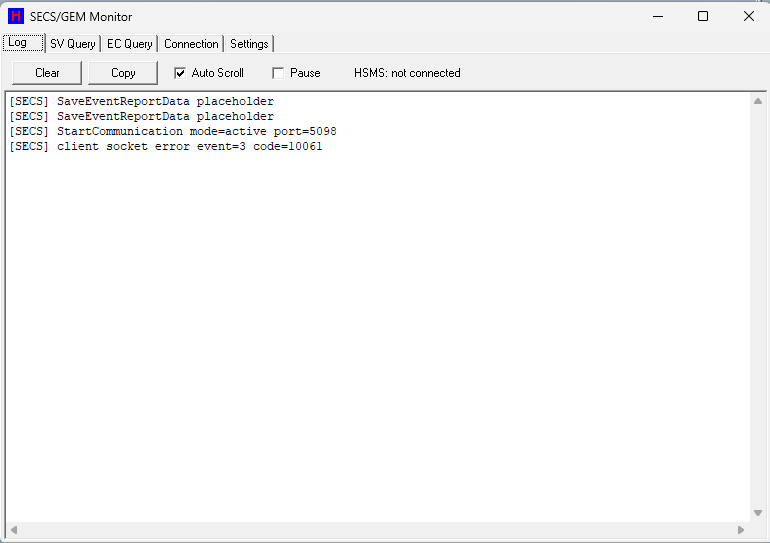 H SECS/GEM Monitor
Log SV Query EC Query Connection Settings
Clear Copy Auto Scroll Pause HSMS: not connected
[SECS] SaveEventReportData placeholder
[SECS] SaveEventReportData placeholder
[SECS] StartCommunication mode=active port=5098
[SECS] client socket error event=3 code=10061